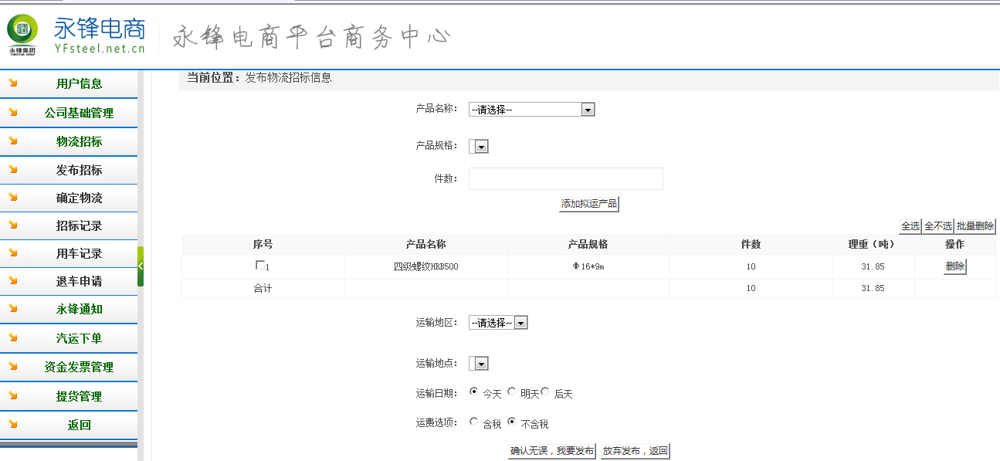 永锋电商
YFsteel.net.cn
永锋集团
永锋电商平台商务中心
用户信息
公司基础管理
物流招标
发布招标
确定物流
招标记录
用车记录
退车申请
永锋通知
汽运下单
资金发票管理
提货管理
返回
当前位置：发布物流招标信息
产品名称： --请选择--
产品规格：
件数：
添加拟运产品
全选 全不选 批量删除
序号 产品名称 产品规格 件数 理重（吨） 操作
1 四级螺纹HRB500 Φ16*9m 10 31.85 删除
合计 10 31.85
运输地区： --请选择--
运输地点：
运输日期： 今天 明天 后天
运费选项： 含税 不含税
确认无误，我要发布 放弃发布，返回